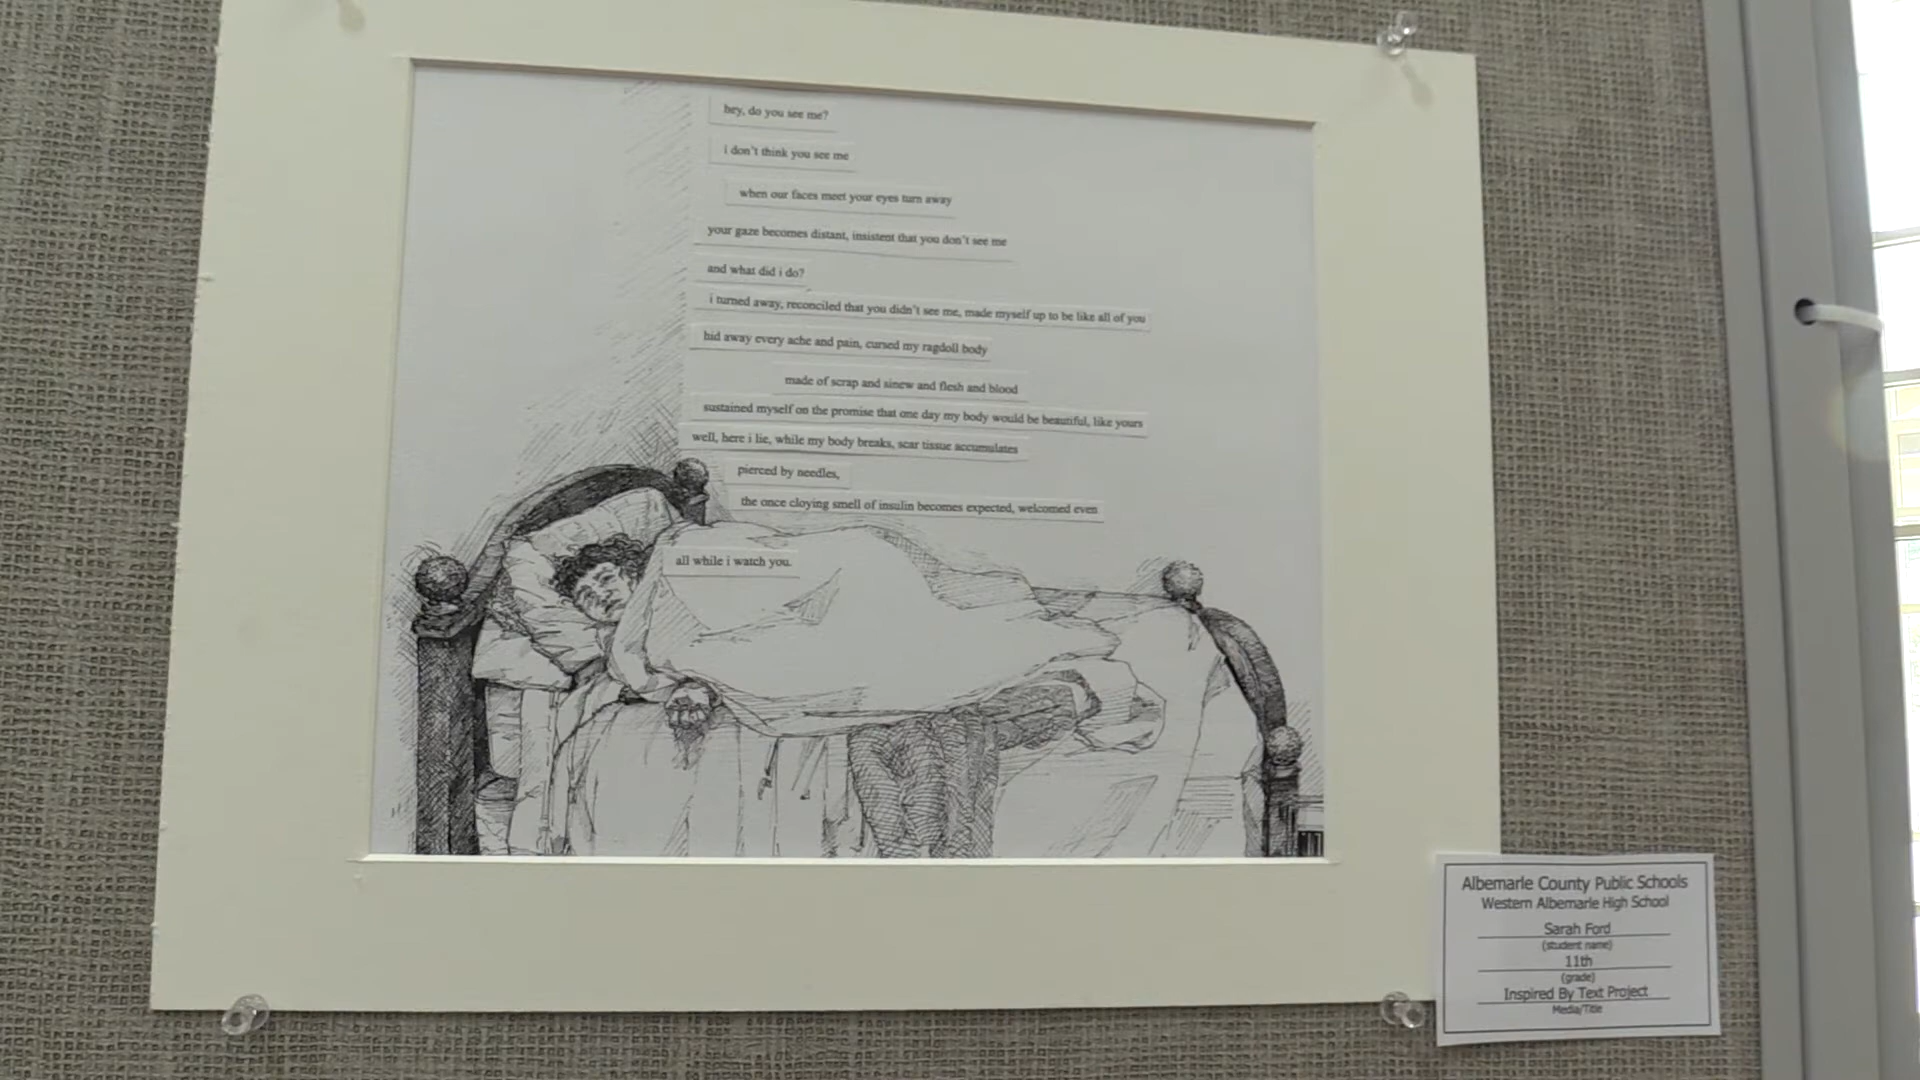 hey, do you see me?
i don't think you see me
when our faces meet your eyes turn away
your gaze becomes distant, insistent that you don't see me
and what did i do?
i turned away, reconciled that you didn't see me, made myself up to be like all of you
hid away every ache and pain, cursed my ragdoll body
made of scrap and sinew and flesh and blood
sustained myself on the promise that one day my body would be beautiful, like yours
well, here i lie, while my body breaks, scar tissue accumulates
pierced by needles,
the once cloying smell of insulin becomes expected, welcomed even
all while i watch you.
Albemarle County Public Schools
Western Albemarle High School
Sarah Ford
(student name)
11th
(grade)
Inspired By Text Project
Media/Title